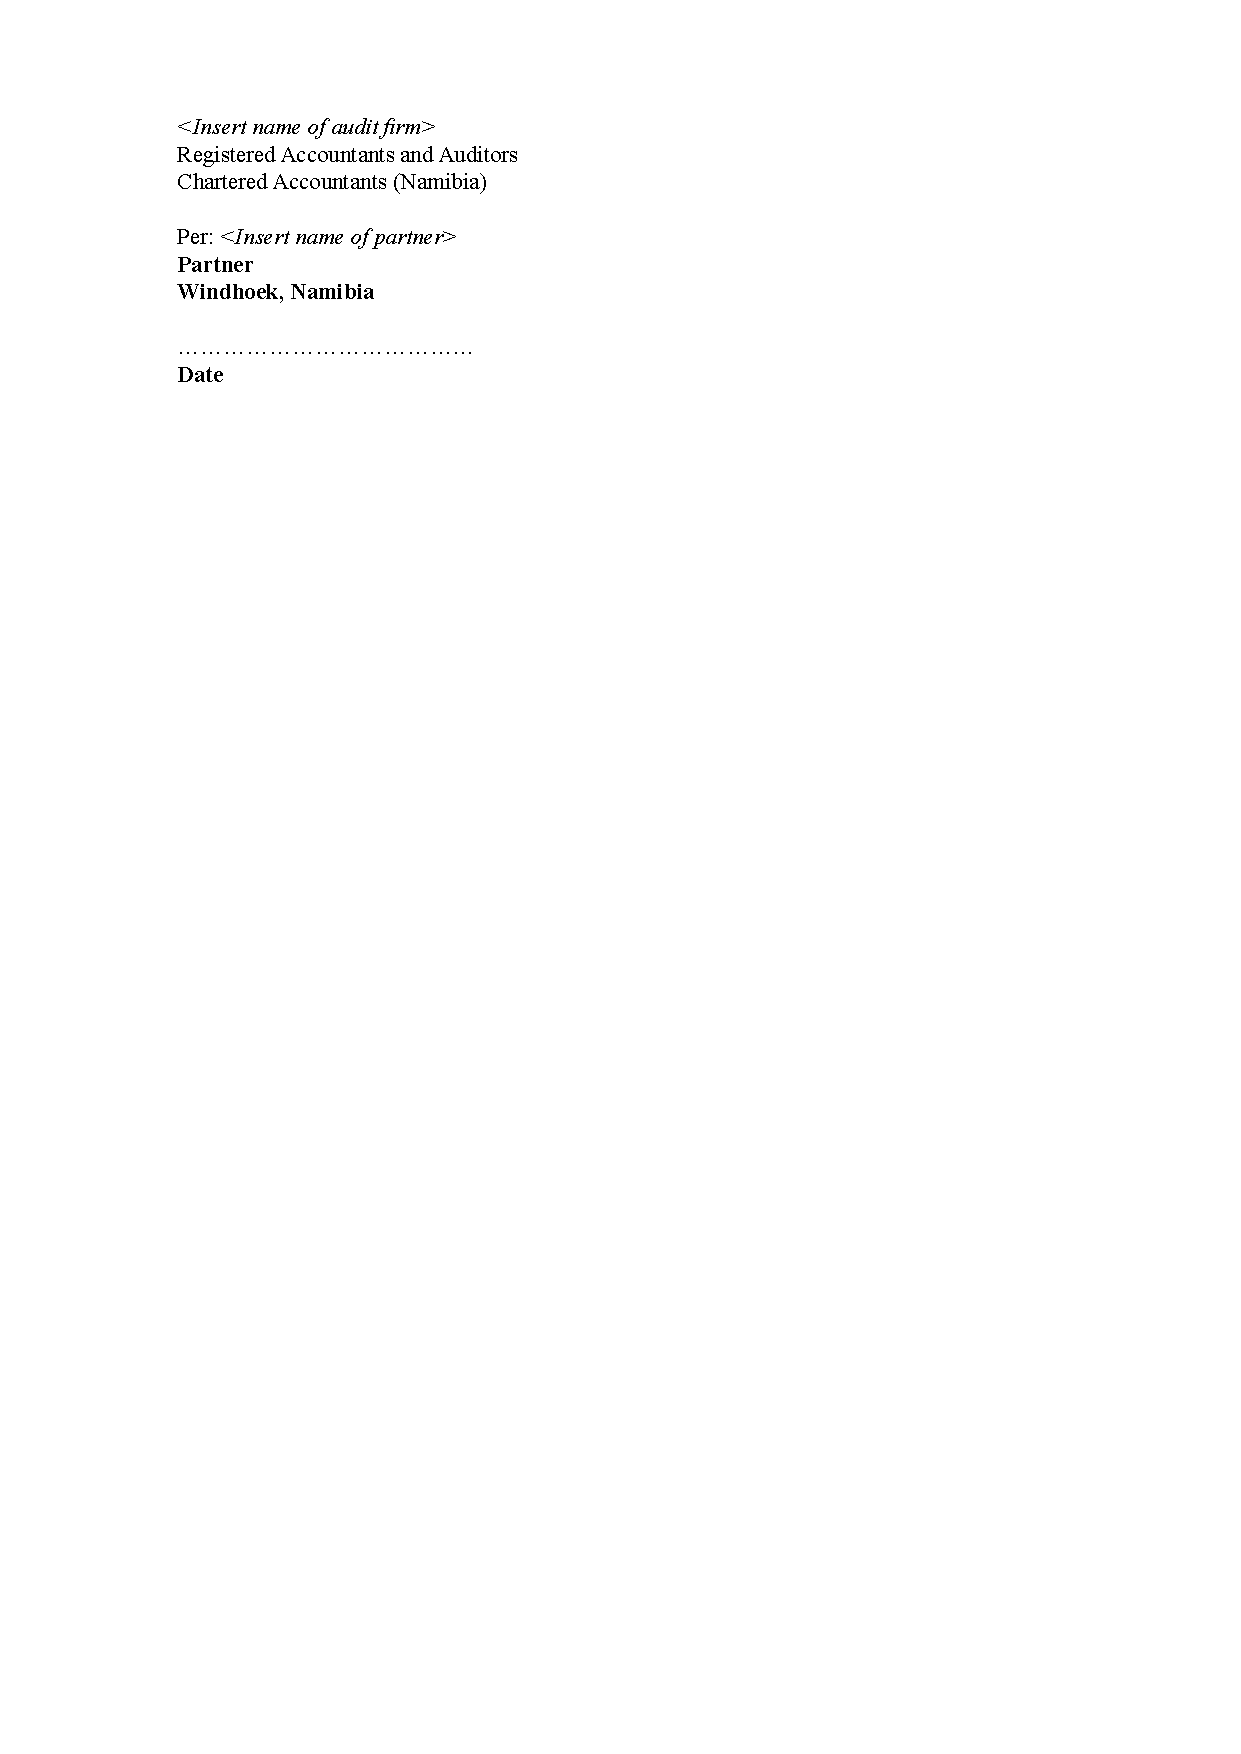 <Insert name of audit firm>
Registered Accountants and Auditors
Chartered Accountants (Namibia)
Per: <Insert name of partner>
Partner
Windhoek, Namibia
…………………………………
Date